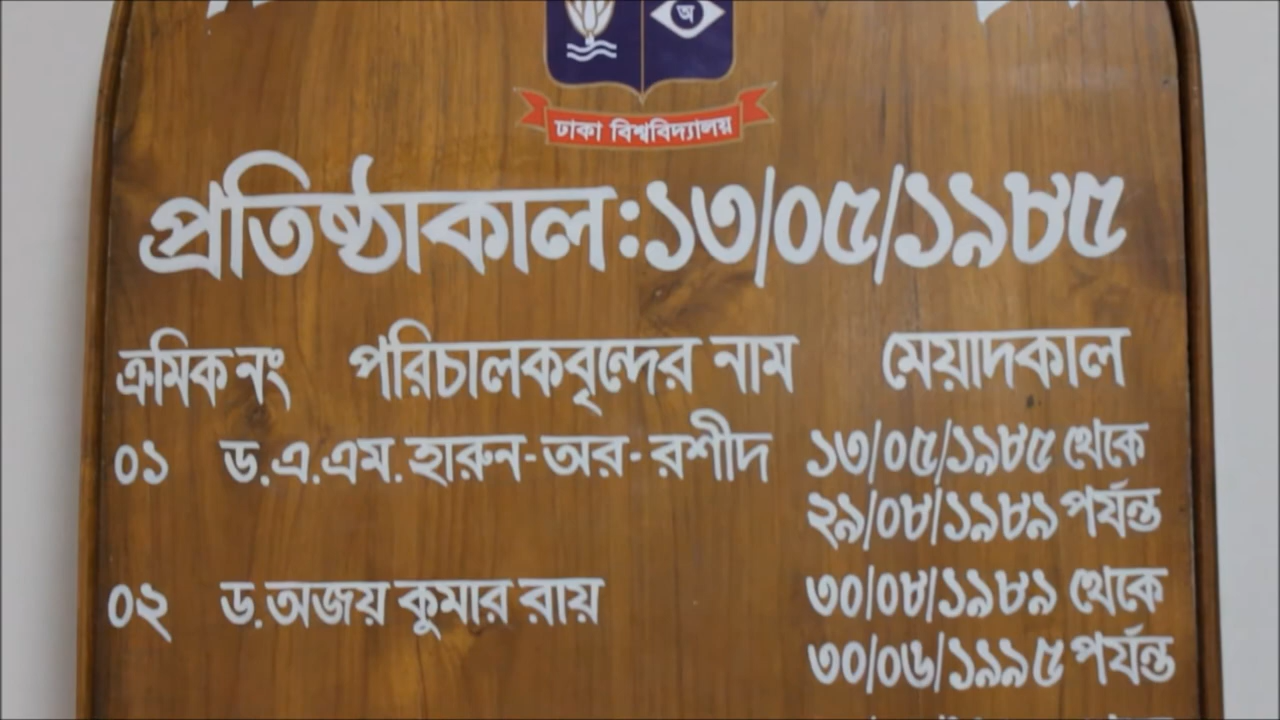 অ
ঢাকা বিশ্ববিদ্যালয়
প্রতিষ্ঠাকাল:১৩/০৫/১৯৮৫
ক্রমিক নং পরিচালকবৃন্দের নাম মেয়াদকাল
০১ ড.এ.এম.হারুন-অর-রশীদ ১৩/০৫/১৯৮৫ থেকে
২৯/০৮/১৯৮৯ পর্যন্ত
০২ ড.অজয় কুমার রায় ৩০/০৮/১৯৮৯ থেকে
৩০/০৬/১৯৯৫ পর্যন্ত